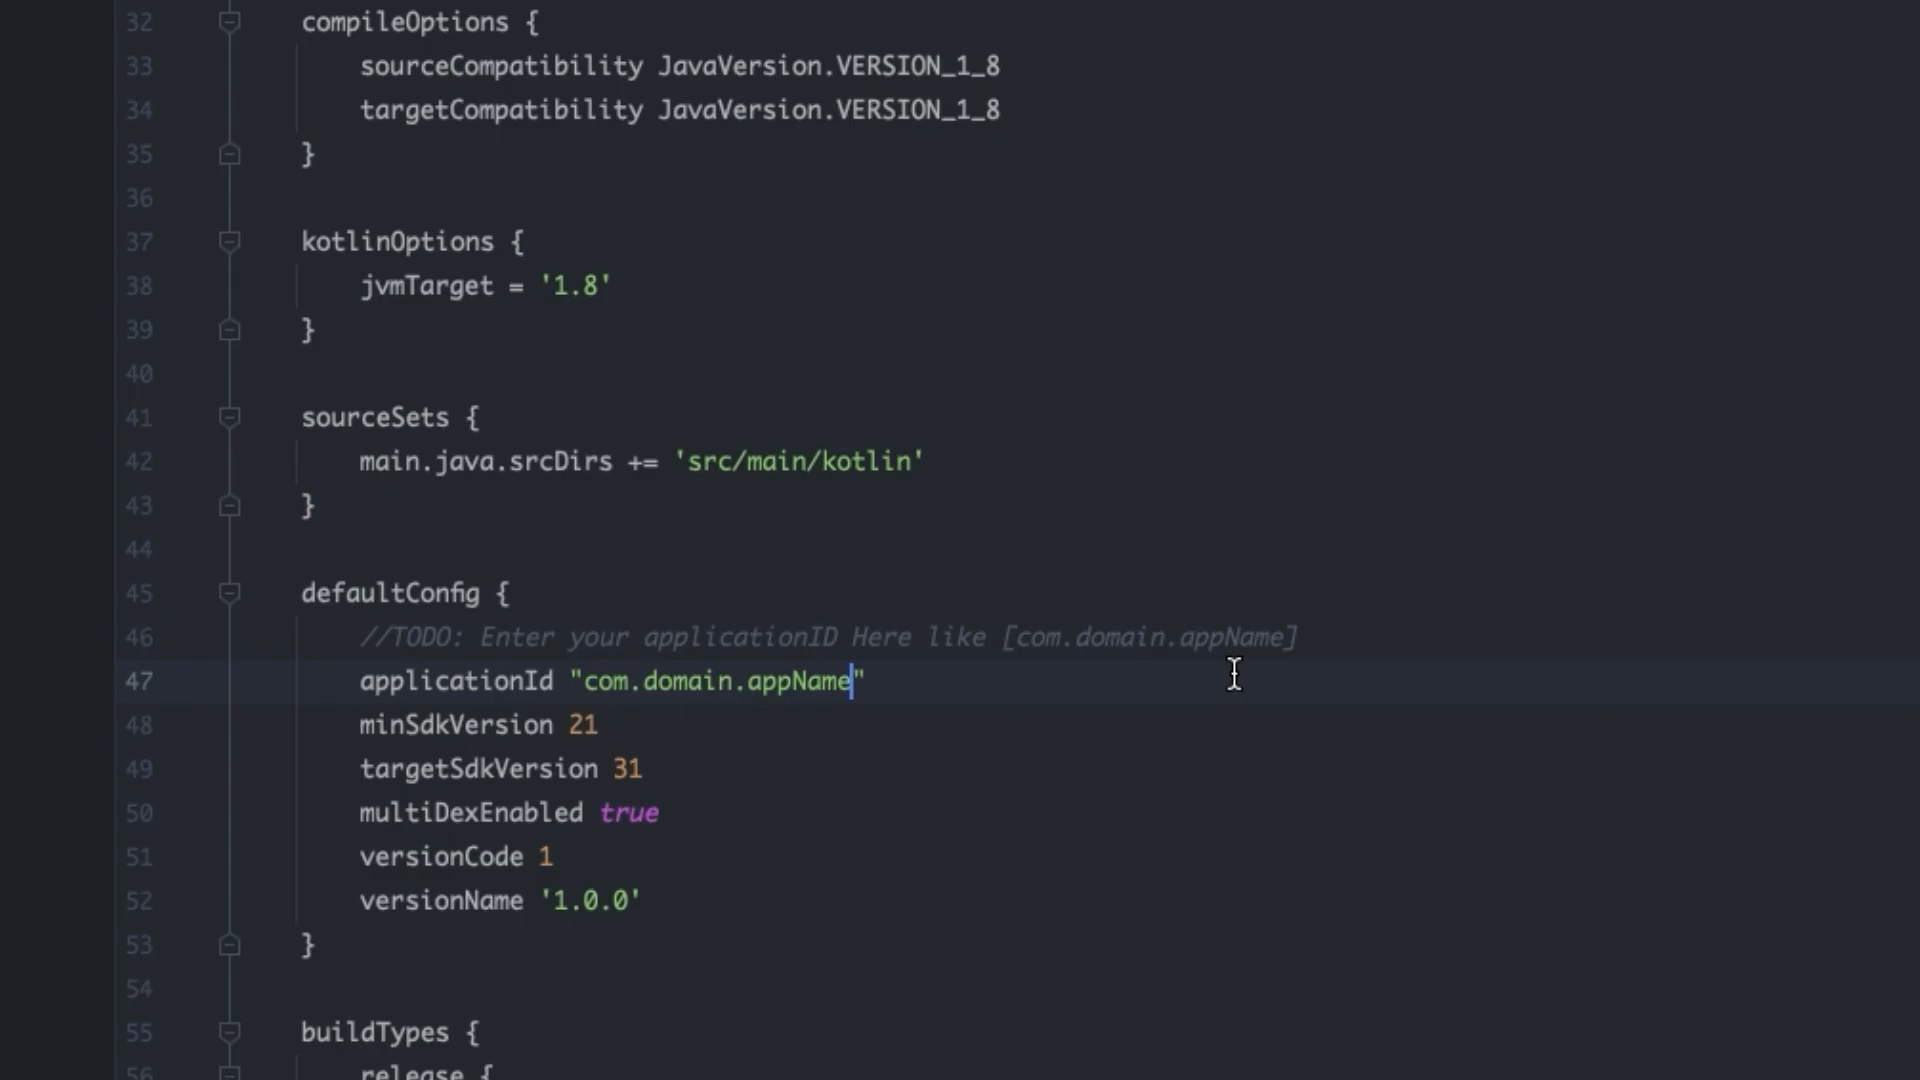 32 compileOptions {
33 sourceCompatibility JavaVersion.VERSION_1_8
34 targetCompatibility JavaVersion.VERSION_1_8
35 }
36
37 kotlinOptions {
38 jvmTarget = '1.8'
39 }
40
41 sourceSets {
42 main.java.srcDirs += 'src/main/kotlin'
43 }
44
45 defaultConfig {
46 //TODO: Enter your applicationID Here like [com.domain.appName]
47 applicationId "com.domain.appName"
48 minSdkVersion 21
49 targetSdkVersion 31
50 multiDexEnabled true
51 versionCode 1
52 versionName '1.0.0'
53 }
54
55 buildTypes {
56 release {